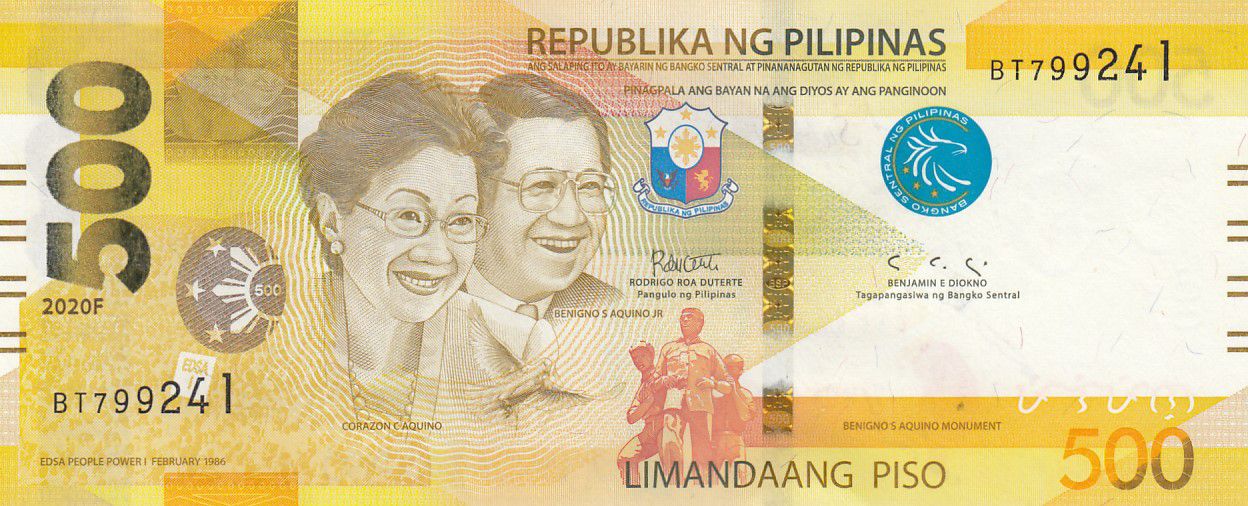 REPUBLIKA NG PILIPINAS
ANG SALAPING ITO AY BAYARIN NG BANGKO SENTRAL AT PINANANAGUTAN NG REPUBLIKA NG PILIPINAS
PINAGPALA ANG BAYAN NA ANG DIYOS AY ANG PANGINOON
BT799241
500
BANGKO SENTRAL NG PILIPINAS
REPUBLIKA NG PILIPINAS
RODRIGO ROA DUTERTE
Pangulo ng Pilipinas
BENJAMIN E DIOKNO
Tagapangasiwa ng Bangko Sentral
500
2020F
BENIGNO S AQUINO JR
EDSA
BT799241
CORAZON C AQUINO
BENIGNO S AQUINO MONUMENT
EDSA PEOPLE POWER I FEBRUARY 1986
LIMANDAANG PISO
500